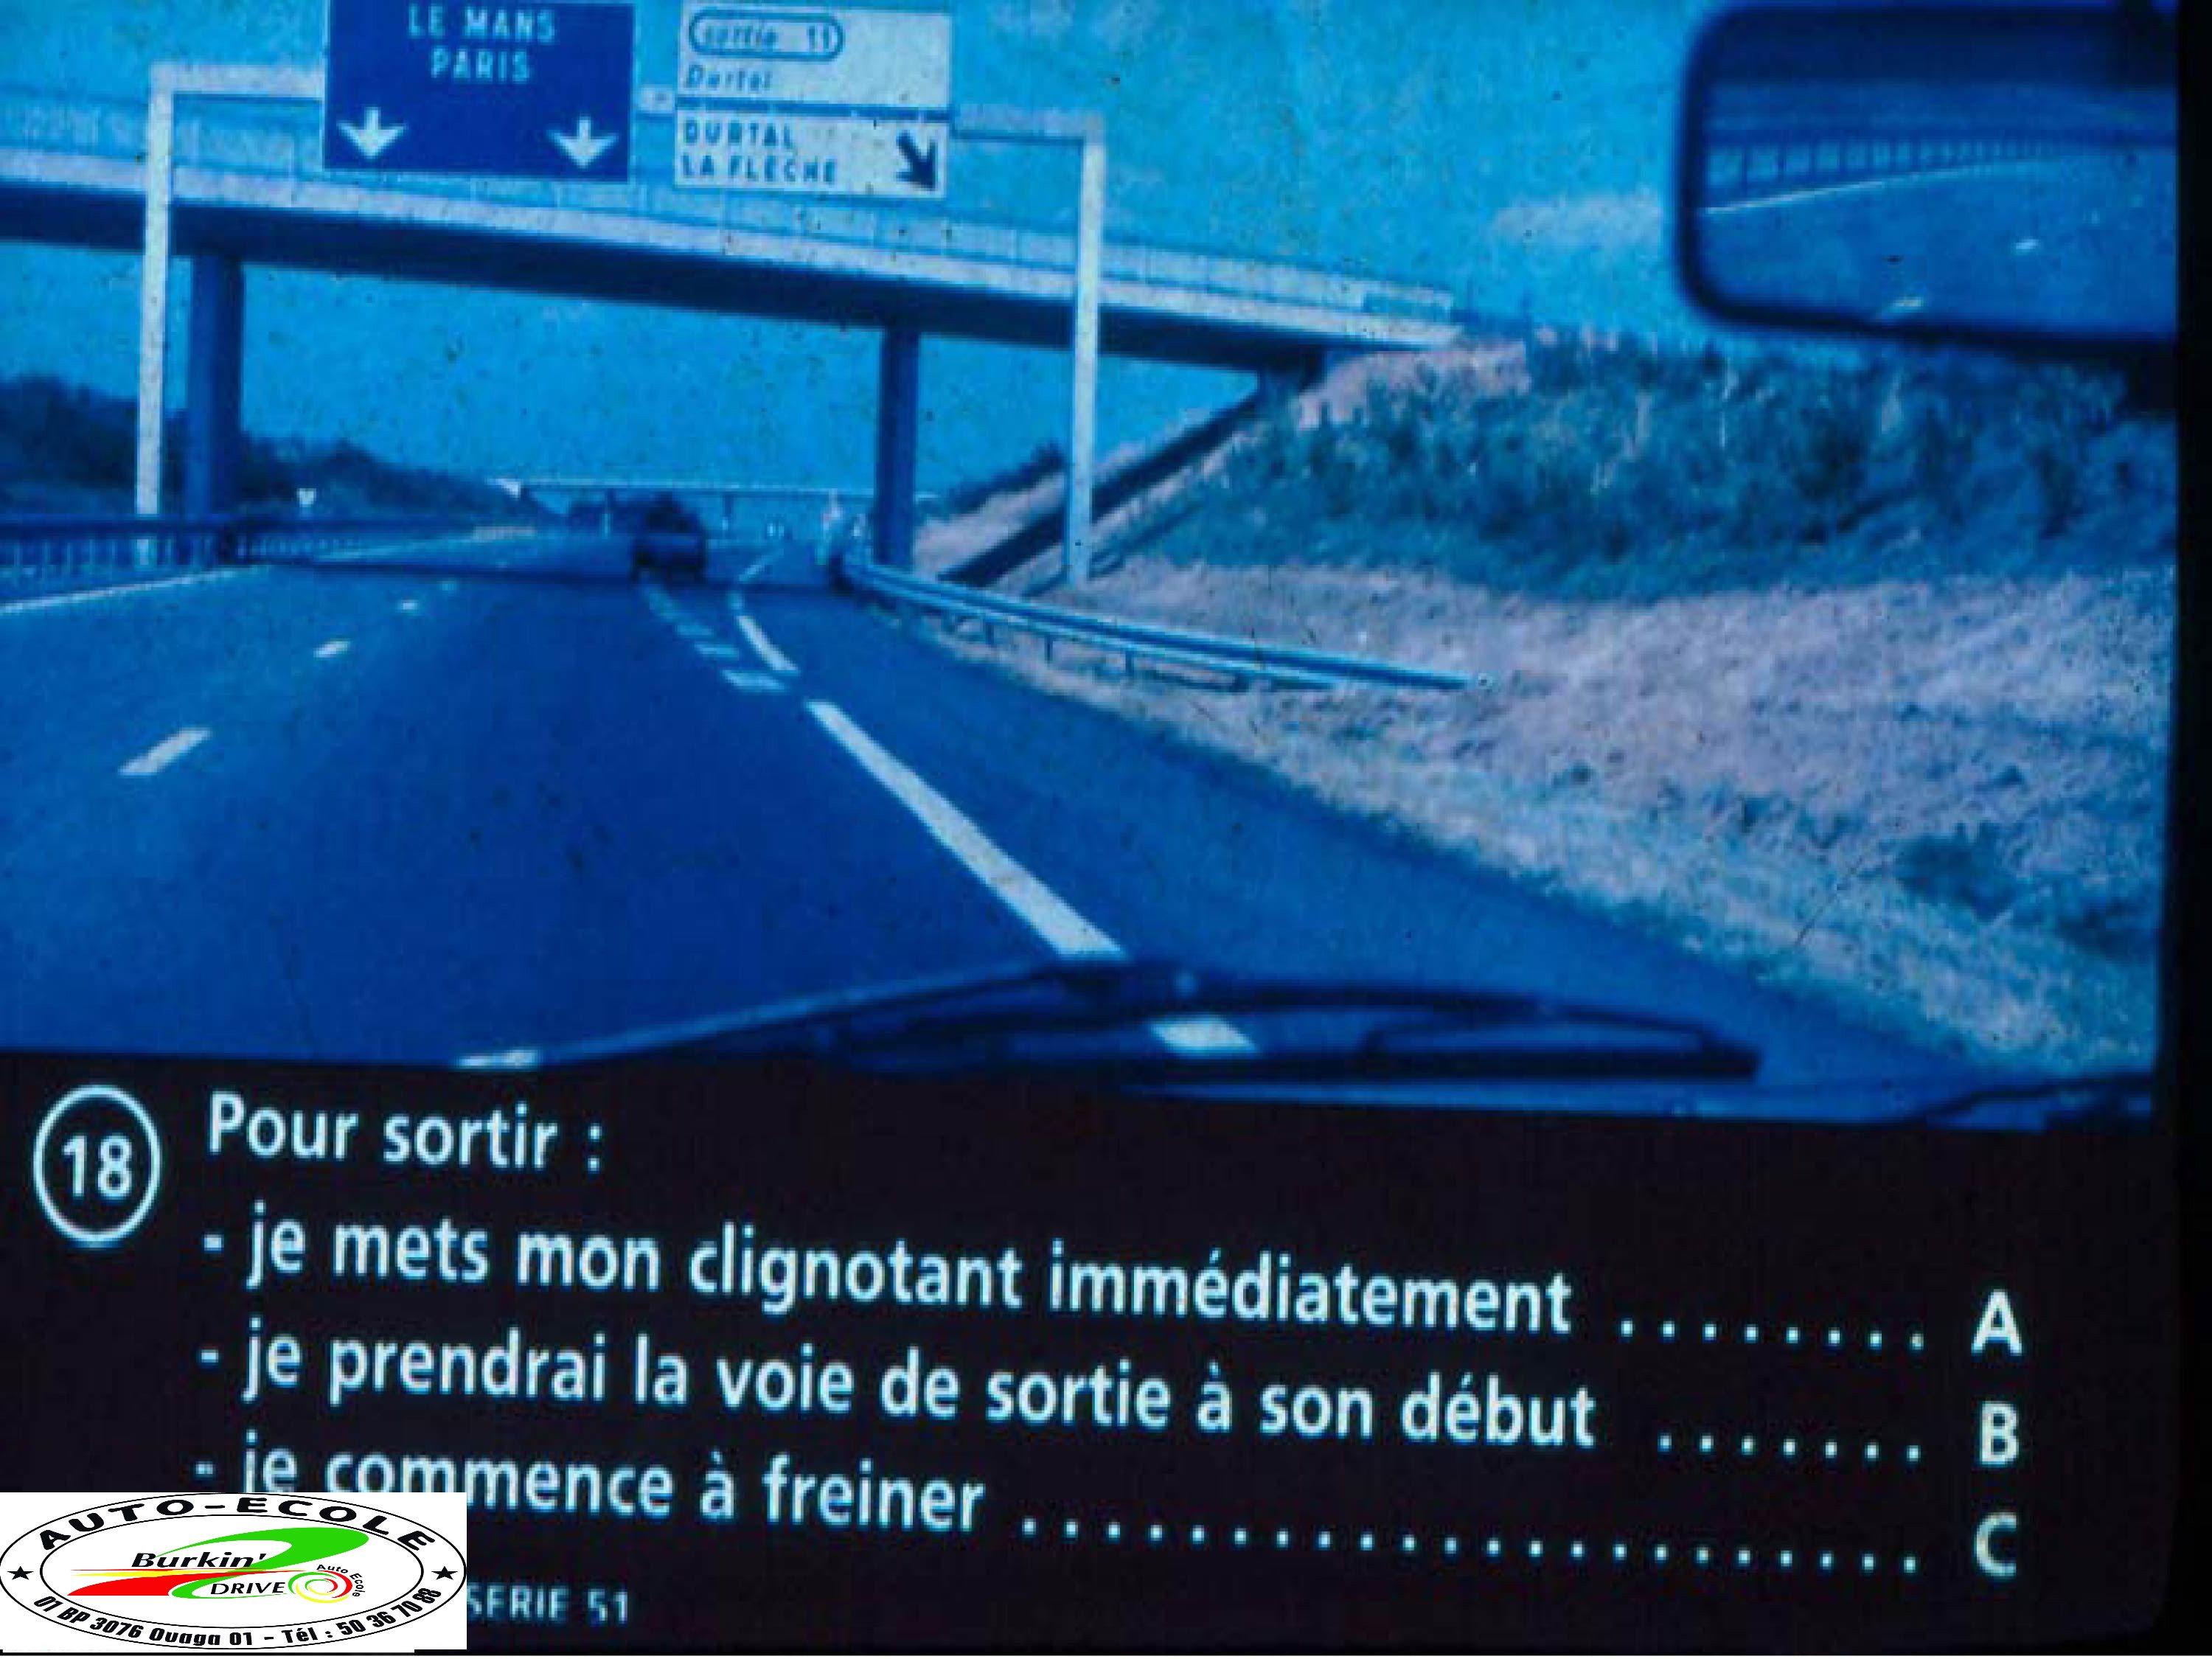 LE MANS
PARIS
sortie 11
Durtal
DURTAL
LA FLECHE
18 Pour sortir :
- je mets mon clignotant immédiatement ........ A
- je prendrai la voie de sortie à son début ....... B
- je commence à freiner ...................... C
SERIE 51
AUTO-ECOLE
Burkin'
DRIVE
Auto Ecole
01 BP 3076 Ouaga 01 - Tél : 50 36 70 88